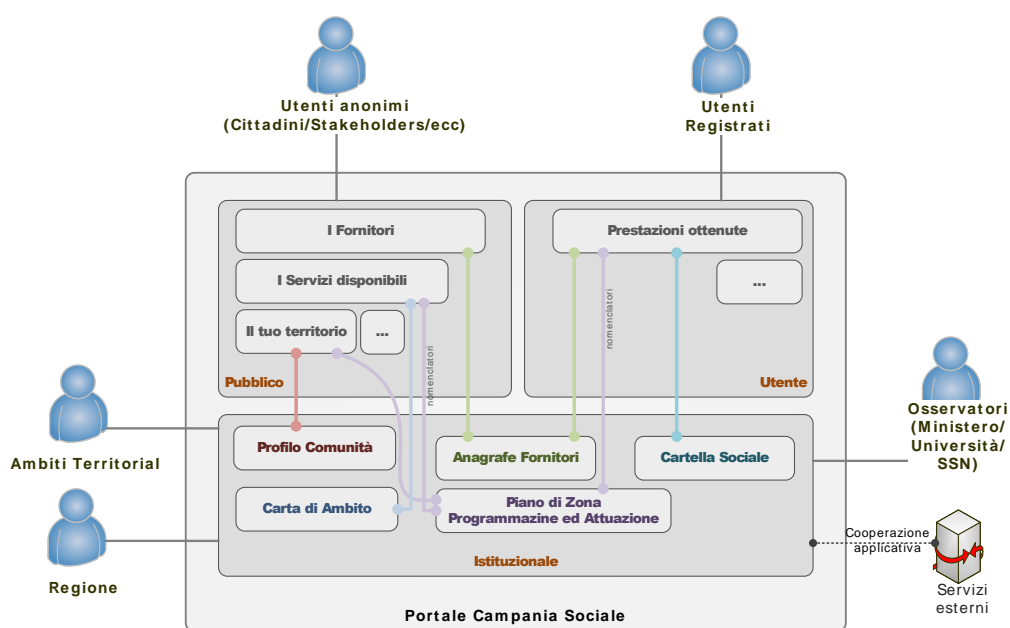 Utenti anonimi
(Cittadini/Stakeholders/ecc)
Utenti
Registrati
I Fornitori
Prestazioni ottenute
I Servizi disponibili
...
Il tuo territorio
...
nomenclatori
nomenclatori
Pubblico
Utente
Osservatori
(Ministero/
Università/
SSN)
Ambiti Territorial
Profilo Comunità
Anagrafe Fornitori
Cartella Sociale
Carta di Ambito
Piano di Zona
Programmazine ed Attuazione
Istituzionale
Cooperazione
applicativa
Regione
Servizi
esterni
Portale Campania Sociale